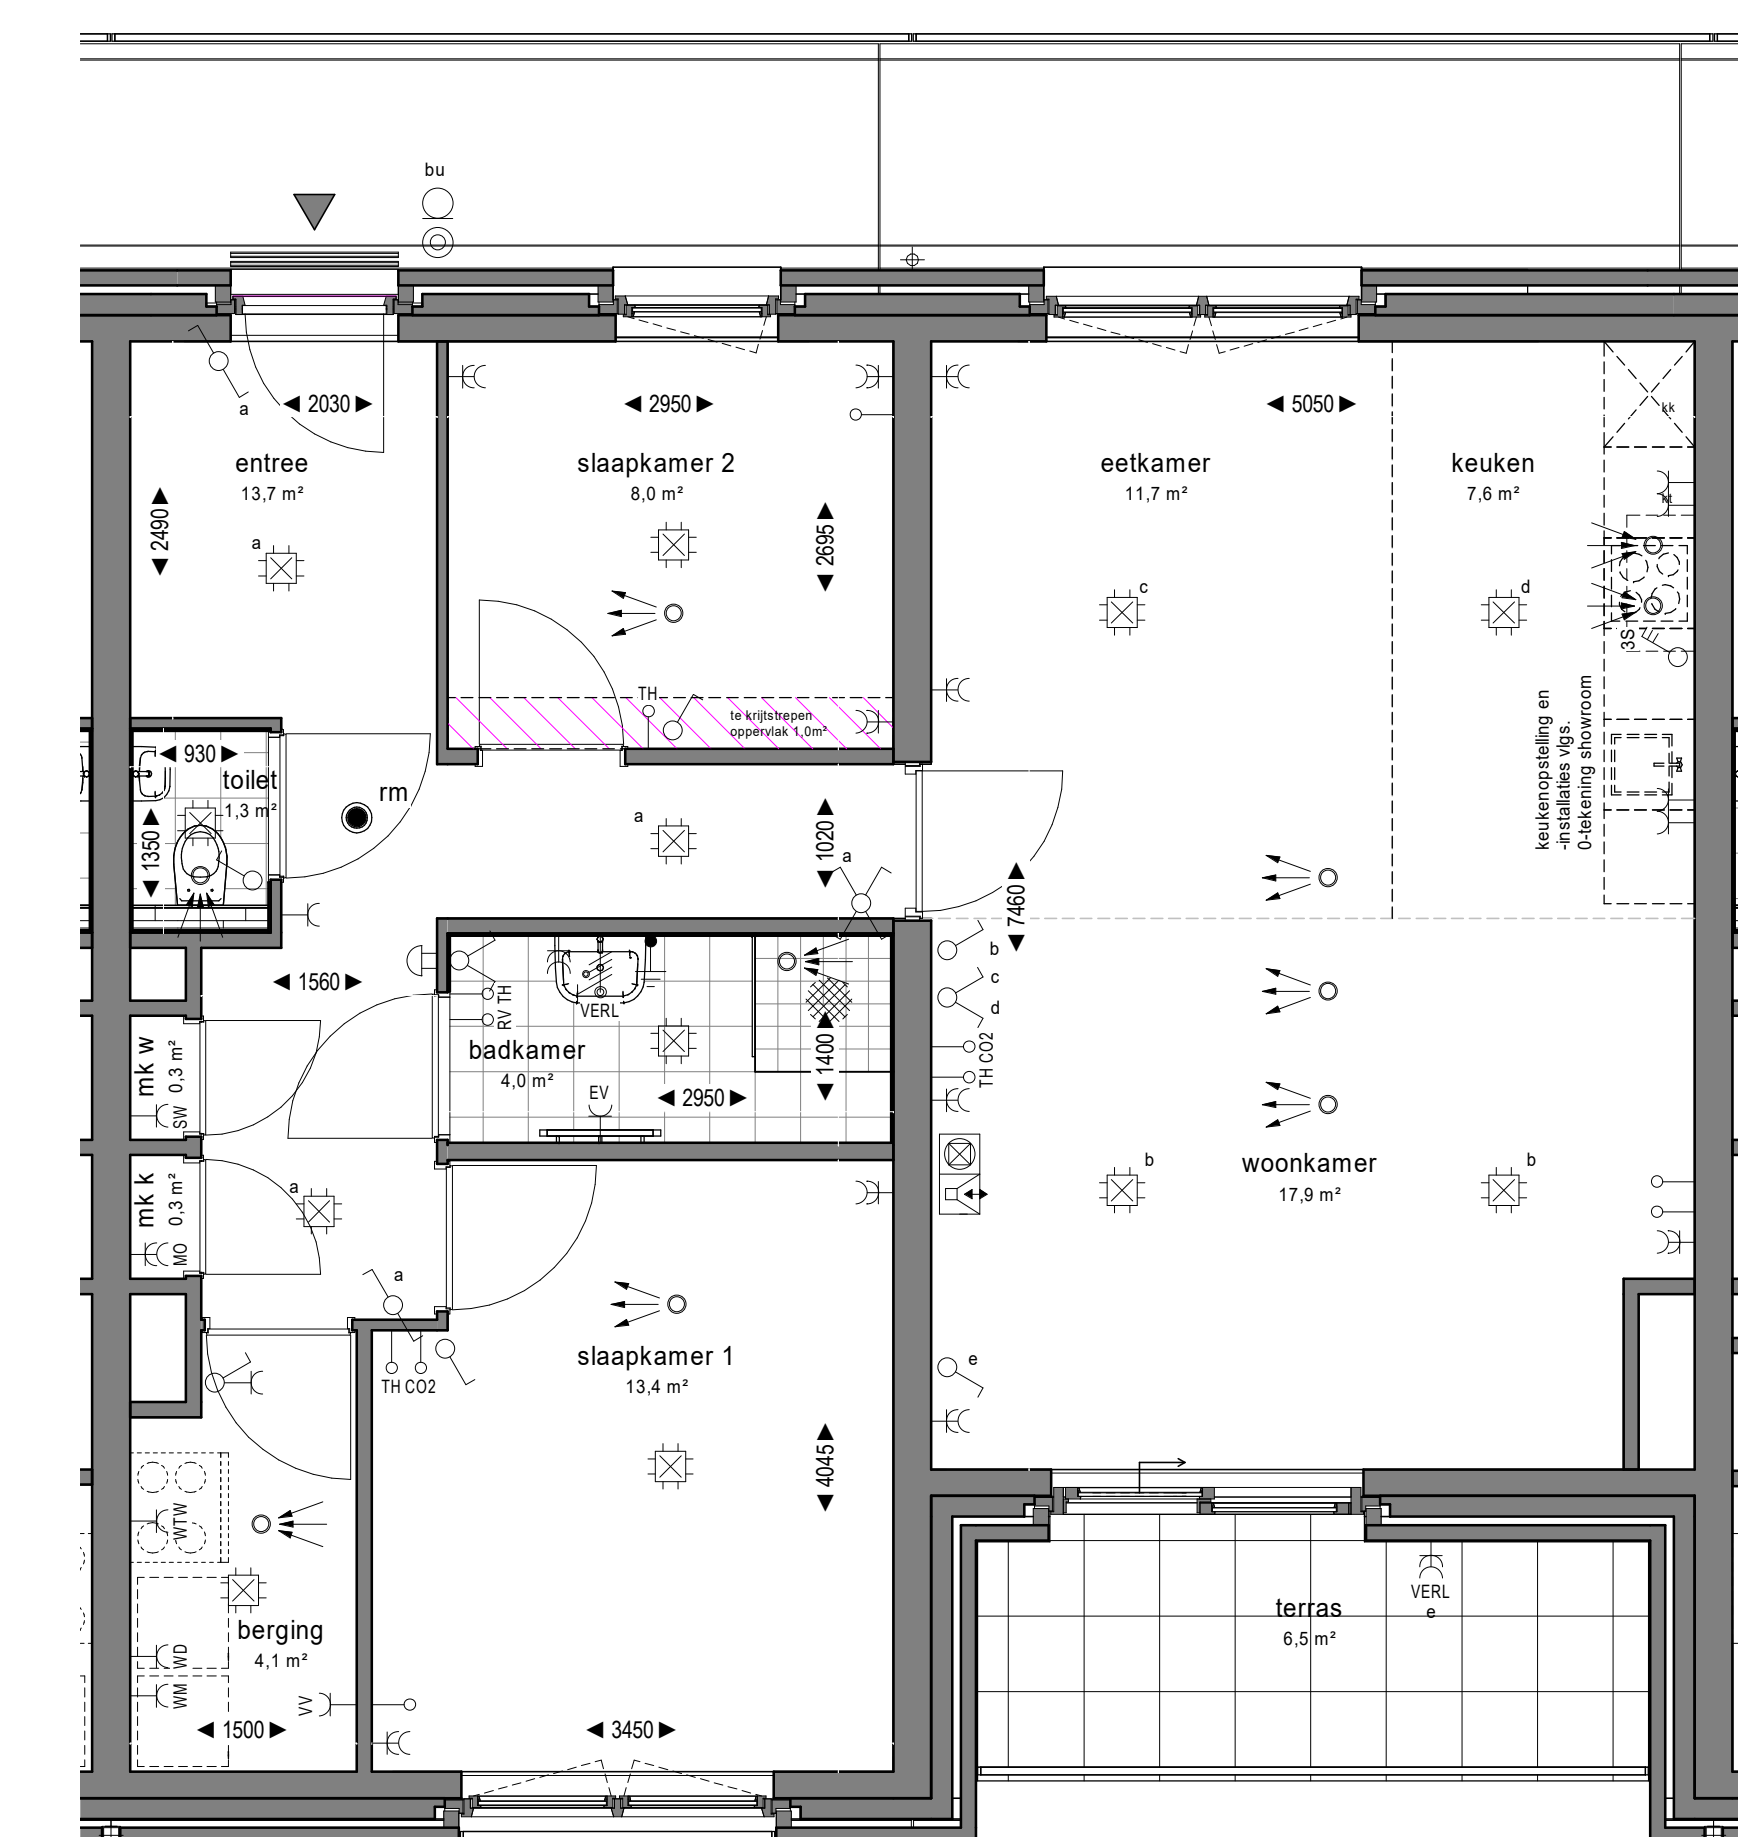 bu
a
2030
2950
5050
kk
entree
13,7 m²
slaapkamer 2
8,0 m²
eetkamer
11,7 m²
keuken
7,6 m²
kt
2490
2695
a
c
d
3S
TH
te krijtstrepen
oppervlak 1,0m²
keukenopstelling en
-installaties vlgs.
0-tekening showroom
930
toilet
1,3 m²
1350
rm
a
1020
a
7460
b
c
d
1560
TH
RV
VERL
badkamer
4,0 m²
1400
EV
2950
TH CO2
mk w
0,3 m²
SW
mk k
0,3 m²
MO
a
b
woonkamer
17,9 m²
b
a
TH CO2
slaapkamer 1
13,4 m²
e
4045
WTW
berging
4,1 m²
WD
WM
VV
1500
3450
VERL
e
terras
6,5 m²